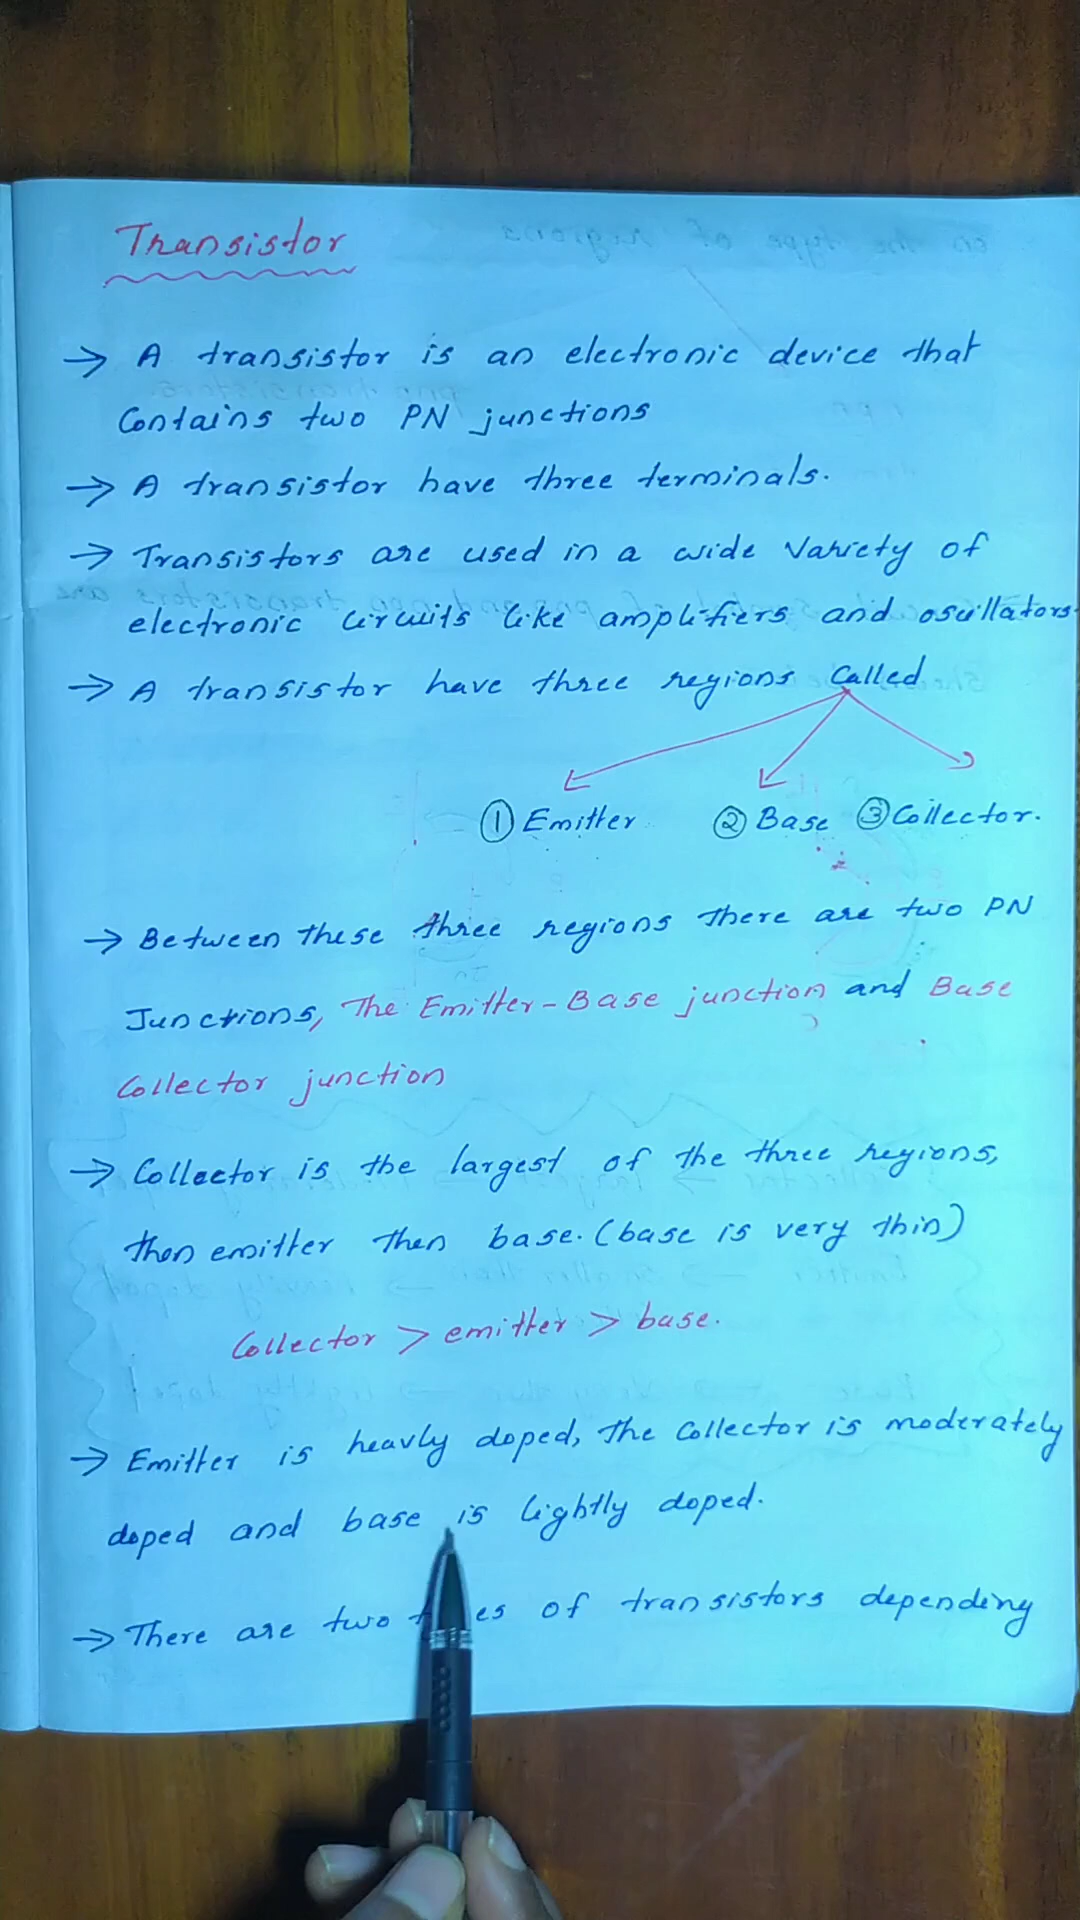 Transistor
→ A transistor is an electronic device that
Contains two PN junctions
→ A transistor have three terminals.
→ Transistors are used in a wide Variety of
electronic circuits like amplifiers and oscillators
→ A transistor have three regions Called
① Emitter ② Base ③ Collector.
→ Between these three regions There are two PN
Junctions, The Emitter-Base junction and Base
Collector junction
→ Collector is the largest of the three regions,
then emitter then base. (base is very thin)
Collector > emitter > base.
→ Emitter is heavly doped, The Collector is moderately
doped and base is lightly doped.
→ There are two of transistors depending